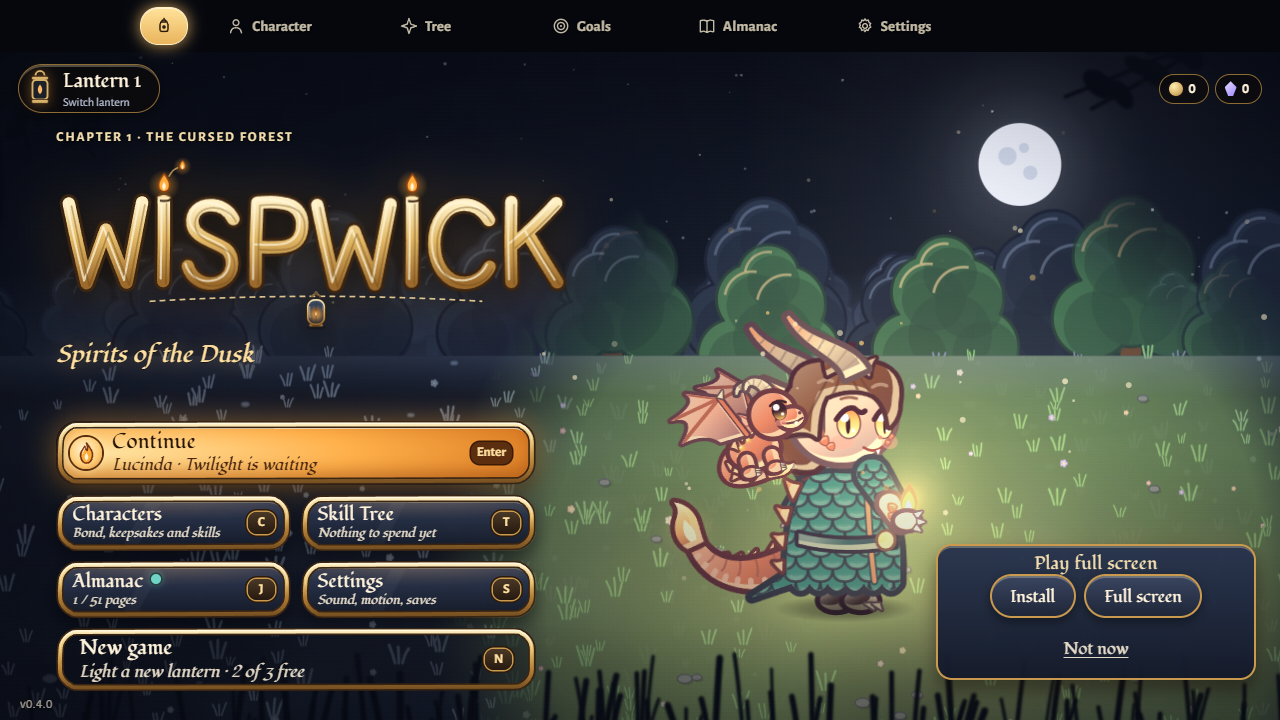 Character
Tree
Goals
Almanac
Settings
Lantern 1
Switch lantern
0
0
CHAPTER 1 · THE CURSED FOREST
WISPWICK
Spirits of the Dusk
Continue
Lucinda · Twilight is waiting
Enter
Characters
Bond, keepsakes and skills
C
Skill Tree
Nothing to spend yet
T
Almanac
1 / 51 pages
J
Settings
Sound, motion, saves
S
New game
Light a new lantern · 2 of 3 free
N
Play full screen
Install
Full screen
Not now
v0.4.0